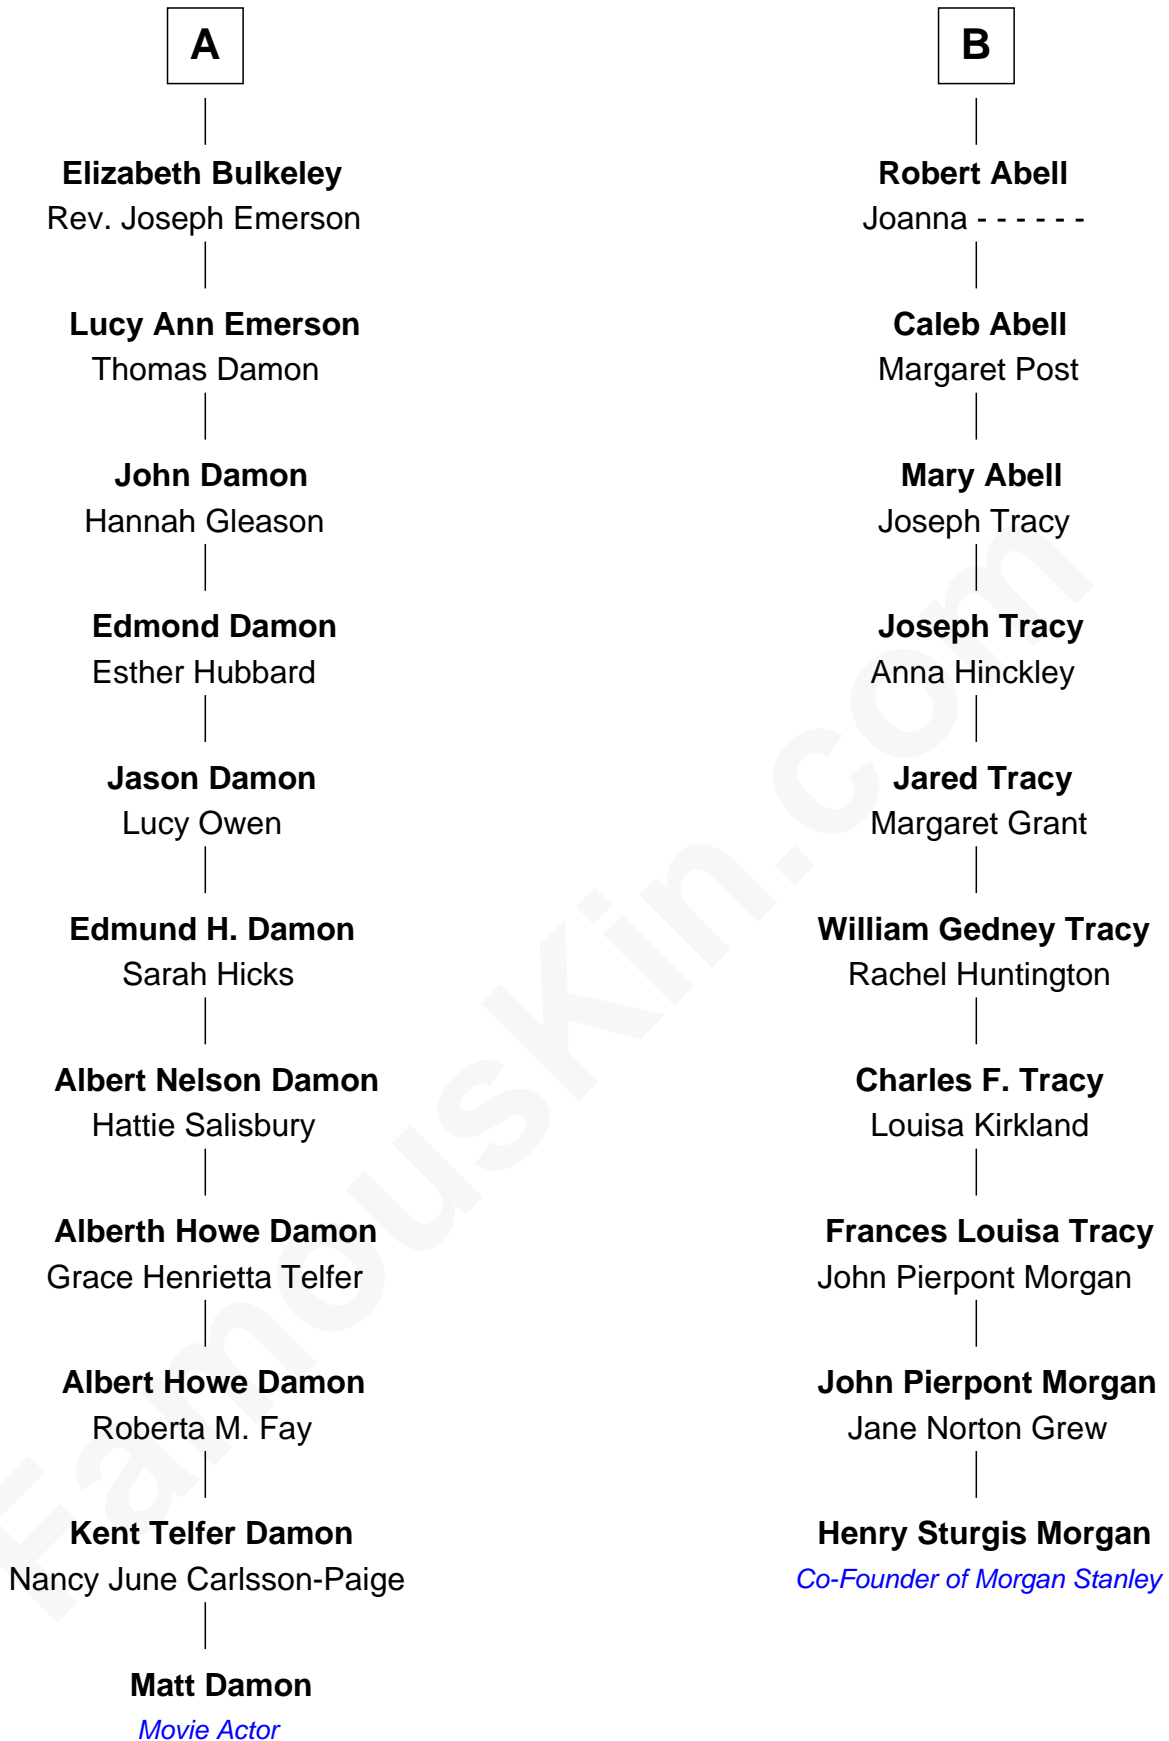 A
Elizabeth Bulkeley
Rev. Joseph Emerson
Lucy Ann Emerson
Thomas Damon
John Damon
Hannah Gleason
Edmond Damon
Esther Hubbard
Jason Damon
Lucy Owen
Edmund H. Damon
Sarah Hicks
Albert Nelson Damon
Hattie Salisbury
Alberth Howe Damon
Grace Henrietta Telfer
Albert Howe Damon
Roberta M. Fay
Kent Telfer Damon
Nancy June Carlsson-Paige
Matt Damon
Movie Actor
B
Robert Abell
Joanna - - - - - -
Caleb Abell
Margaret Post
Mary Abell
Joseph Tracy
Joseph Tracy
Anna Hinckley
Jared Tracy
Margaret Grant
William Gedney Tracy
Rachel Huntington
Charles F. Tracy
Louisa Kirkland
Frances Louisa Tracy
John Pierpont Morgan
John Pierpont Morgan
Jane Norton Grew
Henry Sturgis Morgan
Co-Founder of Morgan Stanley
FamousKin.com